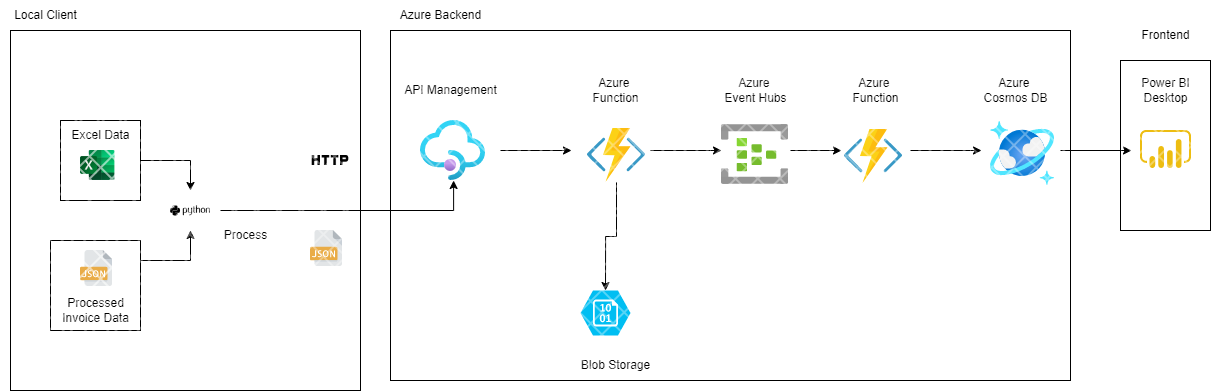 Local Client
Azure Backend
Frontend
Excel Data
X
python
Process
JSON
Processed
Invoice Data
HTTP
JSON
API Management
Azure
Function
Azure
Event Hubs
Azure
Function
Azure
Cosmos DB
10
01
Blob Storage
Power BI
Desktop